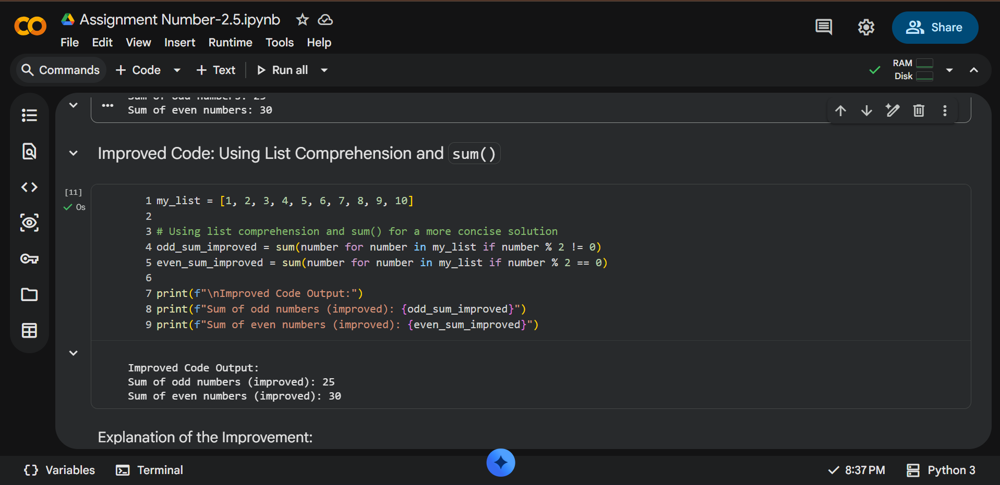 Assignment Number-2.5.ipynb
File Edit View Insert Runtime Tools Help
Share
Commands + Code + Text Run all
RAM
Disk
Sum of odd numbers: 25
Sum of even numbers: 30
Improved Code: Using List Comprehension and sum()
[11]
0s
1 my_list = [1, 2, 3, 4, 5, 6, 7, 8, 9, 10]
2
3 # Using list comprehension and sum() for a more concise solution
4 odd_sum_improved = sum(number for number in my_list if number % 2 != 0)
5 even_sum_improved = sum(number for number in my_list if number % 2 == 0)
6
7 print(f"\nImproved Code Output:")
8 print(f"Sum of odd numbers (improved): {odd_sum_improved}")
9 print(f"Sum of even numbers (improved): {even_sum_improved}")
Improved Code Output:
Sum of odd numbers (improved): 25
Sum of even numbers (improved): 30
Explanation of the Improvement:
{} Variables Terminal
8:37 PM Python 3